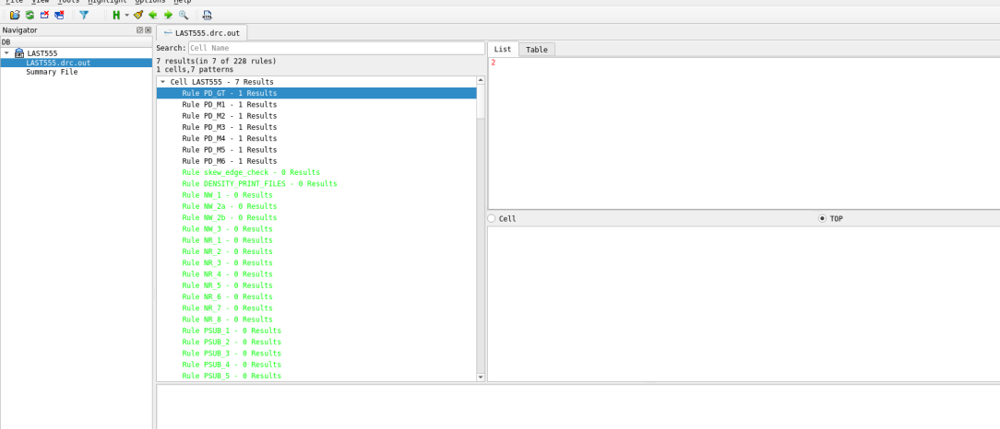 File View Tools Highlight Options Help
H
Navigator
DB
LAST555
LAST555.drc.out
Summary File
LAST555.drc.out
Search: Cell Name
7 results(in 7 of 228 rules)
1 cells,7 patterns
Cell LAST555 - 7 Results
Rule PD_GT - 1 Results
Rule PD_M1 - 1 Results
Rule PD_M2 - 1 Results
Rule PD_M3 - 1 Results
Rule PD_M4 - 1 Results
Rule PD_M5 - 1 Results
Rule PD_M6 - 1 Results
Rule skew_edge_check - 0 Results
Rule DENSITY_PRINT_FILES - 0 Results
Rule NW_1 - 0 Results
Rule NW_2a - 0 Results
Rule NW_2b - 0 Results
Rule NW_3 - 0 Results
Rule NR_1 - 0 Results
Rule NR_2 - 0 Results
Rule NR_3 - 0 Results
Rule NR_4 - 0 Results
Rule NR_5 - 0 Results
Rule NR_6 - 0 Results
Rule NR_7 - 0 Results
Rule NR_8 - 0 Results
Rule PSUB_1 - 0 Results
Rule PSUB_2 - 0 Results
Rule PSUB_3 - 0 Results
Rule PSUB_4 - 0 Results
Rule PSUB_5 - 0 Results
List Table
2
Cell TOP